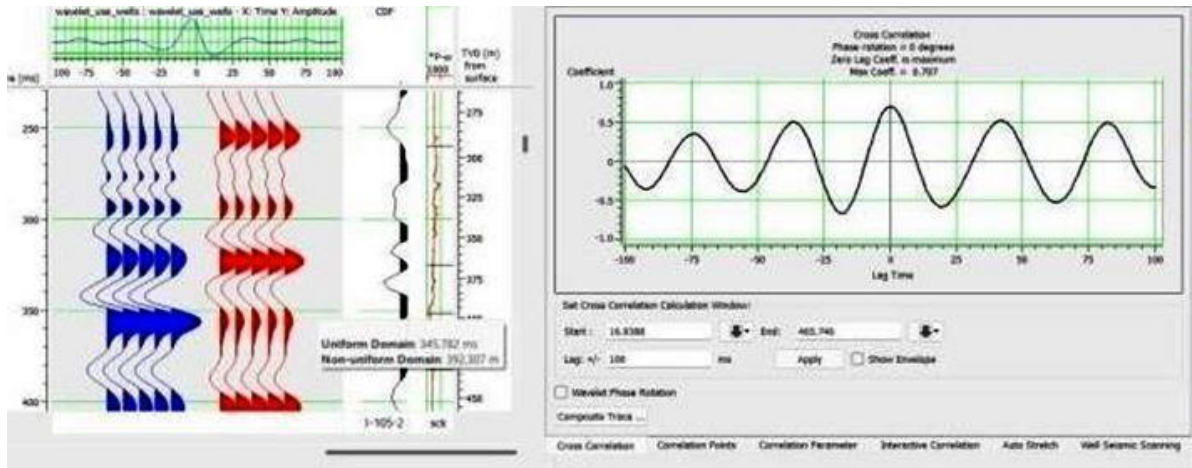 wavelet_use_wells : wavelet_use_wells - X: Time Y: Amplitude
CDP
100 -75 -50 -25 0 25 50 75 100
TVD (m)
from
surface
250
300
350
400
275
300
325
350
375
450
Uniform Domain: 345.782 ms
Non-uniform Domain: 392.307 m
Cross Correlation
Phase rotation = 0 degrees
Zero Lag Coeff. is maximum
Max Coeff. = 0.707
Coefficient
1.0
0.5
0
-0.5
-1.0
-100 -75 -50 -25 0 25 50 75 100
Lag Time
Set Cross Correlation Calculation Window:
Start : 16.8388 End: 465.746
Lag: +/- 100 ms Apply Show Envelope
Wavelet Phase Rotation
Composite Trace ...
Cross Correlation Correlation Points Correlation Parameter Interactive Correlation Auto Stretch Well Seismic Scanning